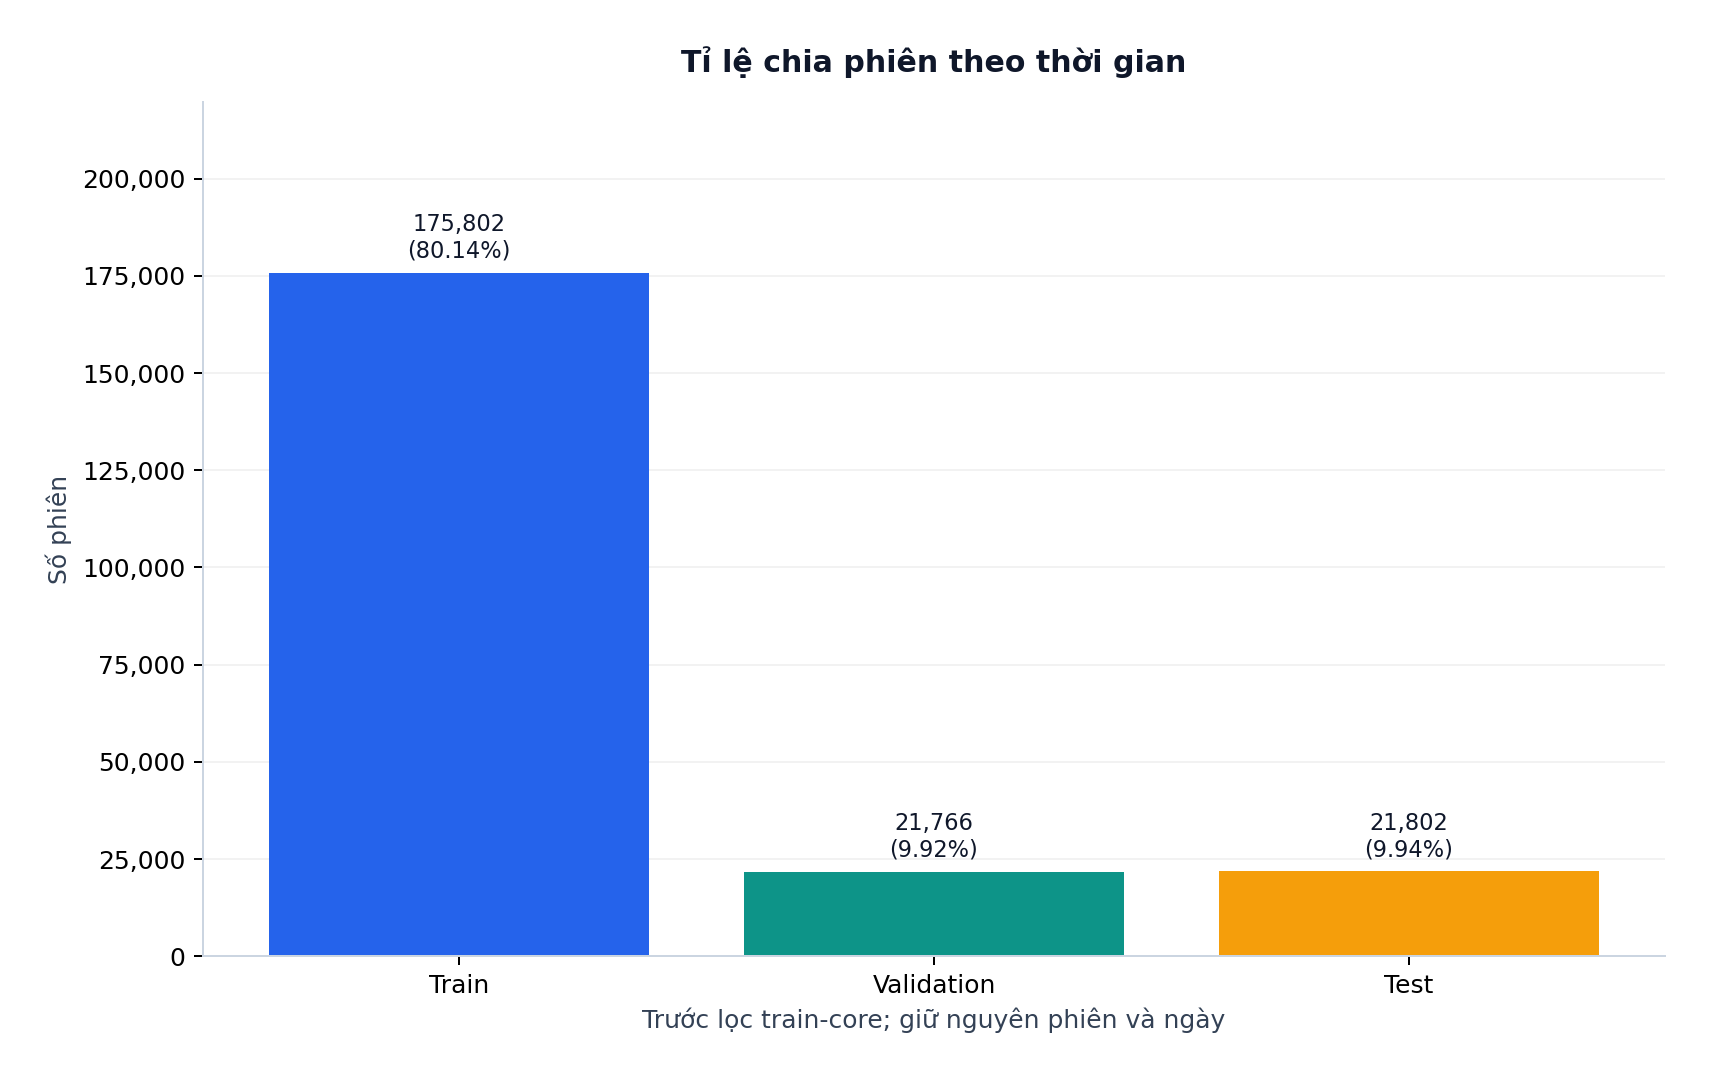 Tỉ lệ chia phiên theo thời gian
Số phiên
200,000
175,000
150,000
125,000
100,000
75,000
50,000
25,000
0
175,802
(80.14%)
21,766
(9.92%)
21,802
(9.94%)
Train
Validation
Test
Trước lọc train-core; giữ nguyên phiên và ngày